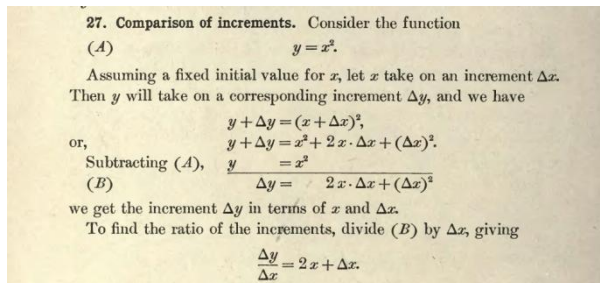 27. Comparison of increments. Consider the function
(A) y = x².
Assuming a fixed initial value for x, let x take on an increment Δx.
Then y will take on a corresponding increment Δy, and we have
y + Δy = (x + Δx)²,
or, y + Δy = x² + 2 x · Δx + (Δx)².
Subtracting (A), y = x²
(B) Δy = 2 x · Δx + (Δx)²
we get the increment Δy in terms of x and Δx.
To find the ratio of the increments, divide (B) by Δx, giving
Δy/Δx = 2 x + Δx.